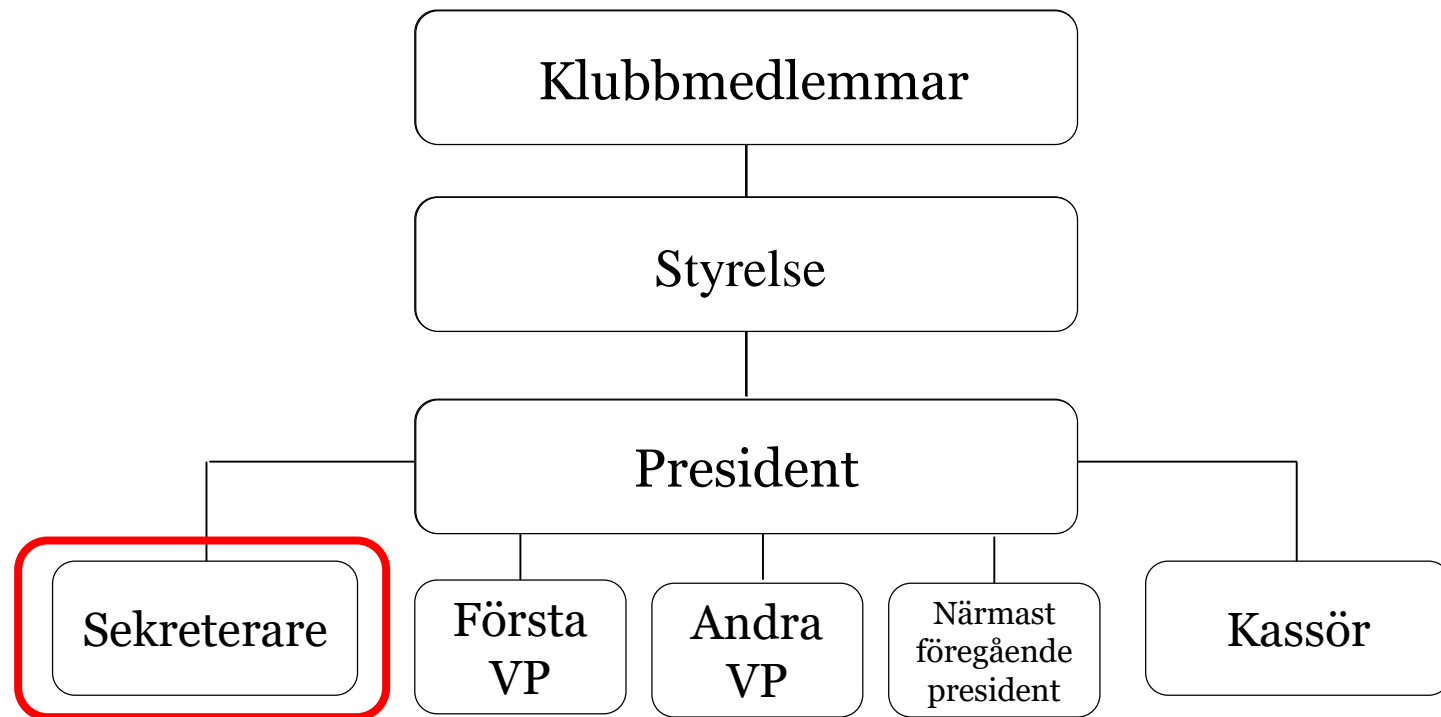 Klubbmedlemmar
Styrelse
President
Sekreterare
Första
VP
Andra
VP
Närmast
föregående
president
Kassör